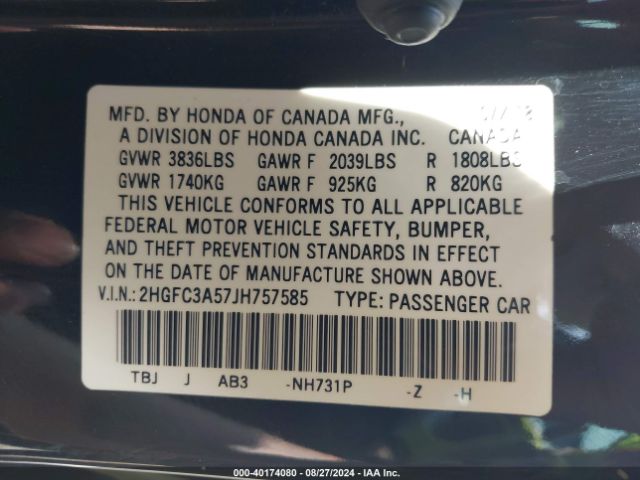 MFD. BY HONDA OF CANADA MFG.,
A DIVISION OF HONDA CANADA INC. CANADA
GVWR 3836LBS GAWR F 2039LBS R 1808LBS
GVWR 1740KG GAWR F 925KG R 820KG
THIS VEHICLE CONFORMS TO ALL APPLICABLE
FEDERAL MOTOR VEHICLE SAFETY, BUMPER,
AND THEFT PREVENTION STANDARDS IN EFFECT
ON THE DATE OF MANUFACTURE SHOWN ABOVE.
V.I.N.: 2HGFC3A57JH757585 TYPE: PASSENGER CAR
TBJ J AB3 -NH731P -Z -H
000-40174080 - 08/27/2024 - IAA Inc.